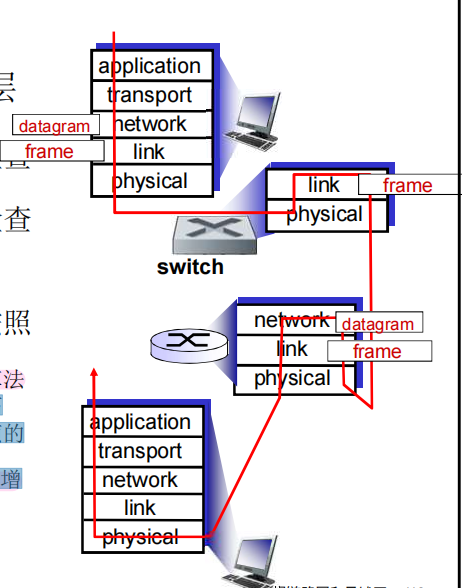 层
application
transport
datagram
network
frame
link
physical
link
frame
查
physical
switch
照
network
datagram
link
frame
法
physical
的
application
增
transport
network
link
physical